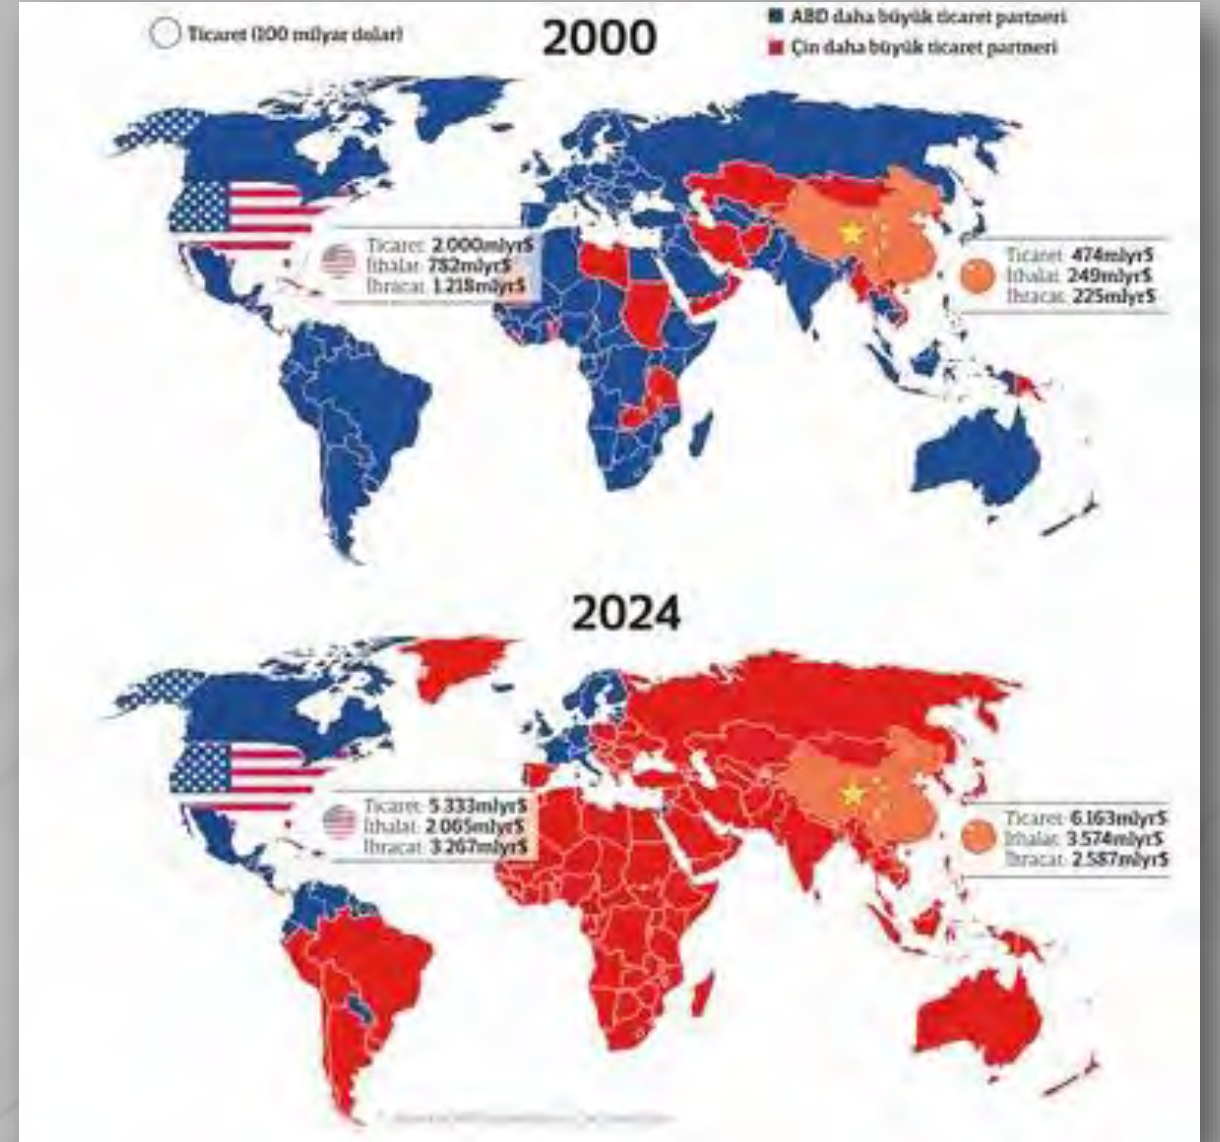 Ticaret (100 milyar dolar)
2000
ABD daha büyük ticaret partneri
Çin daha büyük ticaret partneri
Ticaret: 2.000mlyr$
İthalat: 782mlyr$
İhracat: 1.218mlyr$
Ticaret: 474mlyr$
İthalat: 249mlyr$
İhracat: 225mlyr$
2024
Ticaret: 5.333mlyr$
İthalat: 2.065mlyr$
İhracat: 3.267mlyr$
Ticaret: 6.163mlyr$
İthalat: 3.574mlyr$
İhracat: 2.587mlyr$